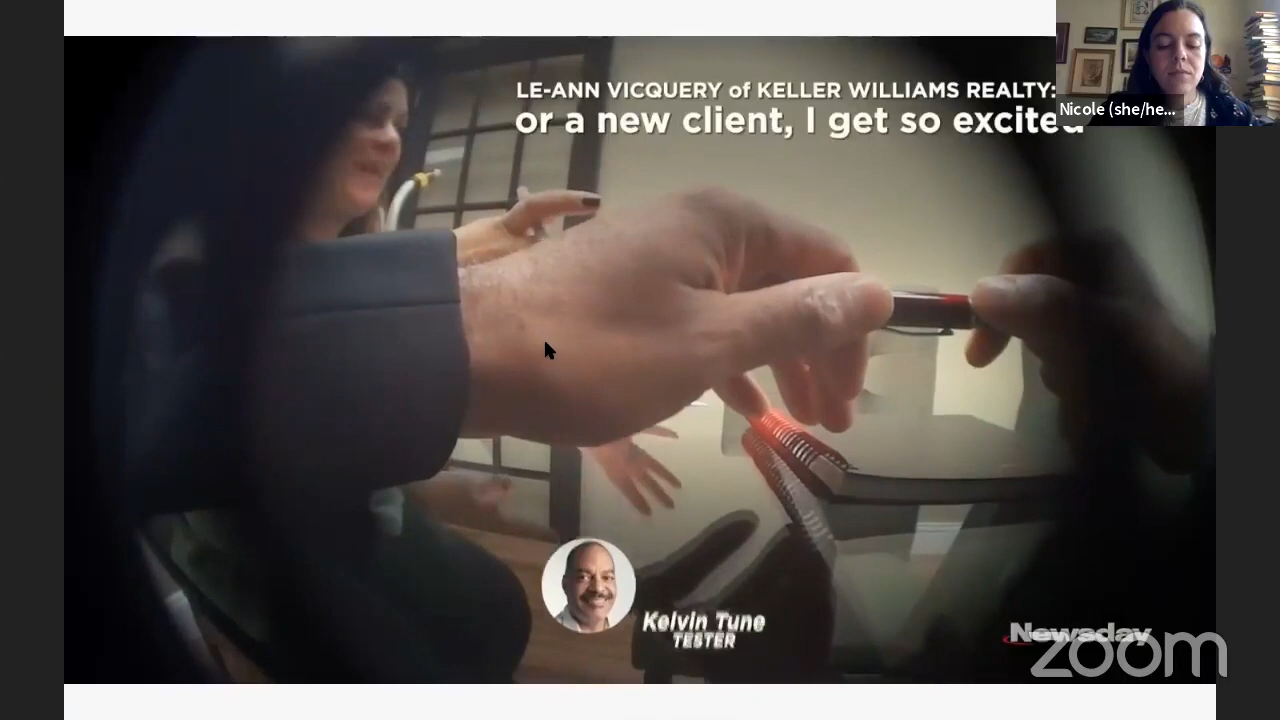 LE-ANN VICQUERY of KELLER WILLIAMS REALTY:
or a new client, I get so excited
Nicole (she/he...
Kelvin Tune
TESTER
Newsday
zoom